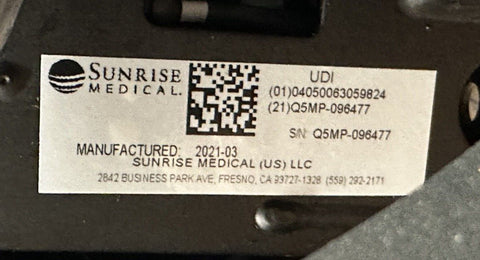 SUNRISE
MEDICAL.
UDI
(01)04050063059824
(21)Q5MP-096477
S/N: Q5MP-096477
MANUFACTURED: 2021-03
SUNRISE MEDICAL (US) LLC
2842 BUSINESS PARK AVE, FRESNO, CA 93727-1328 (559) 292-2171